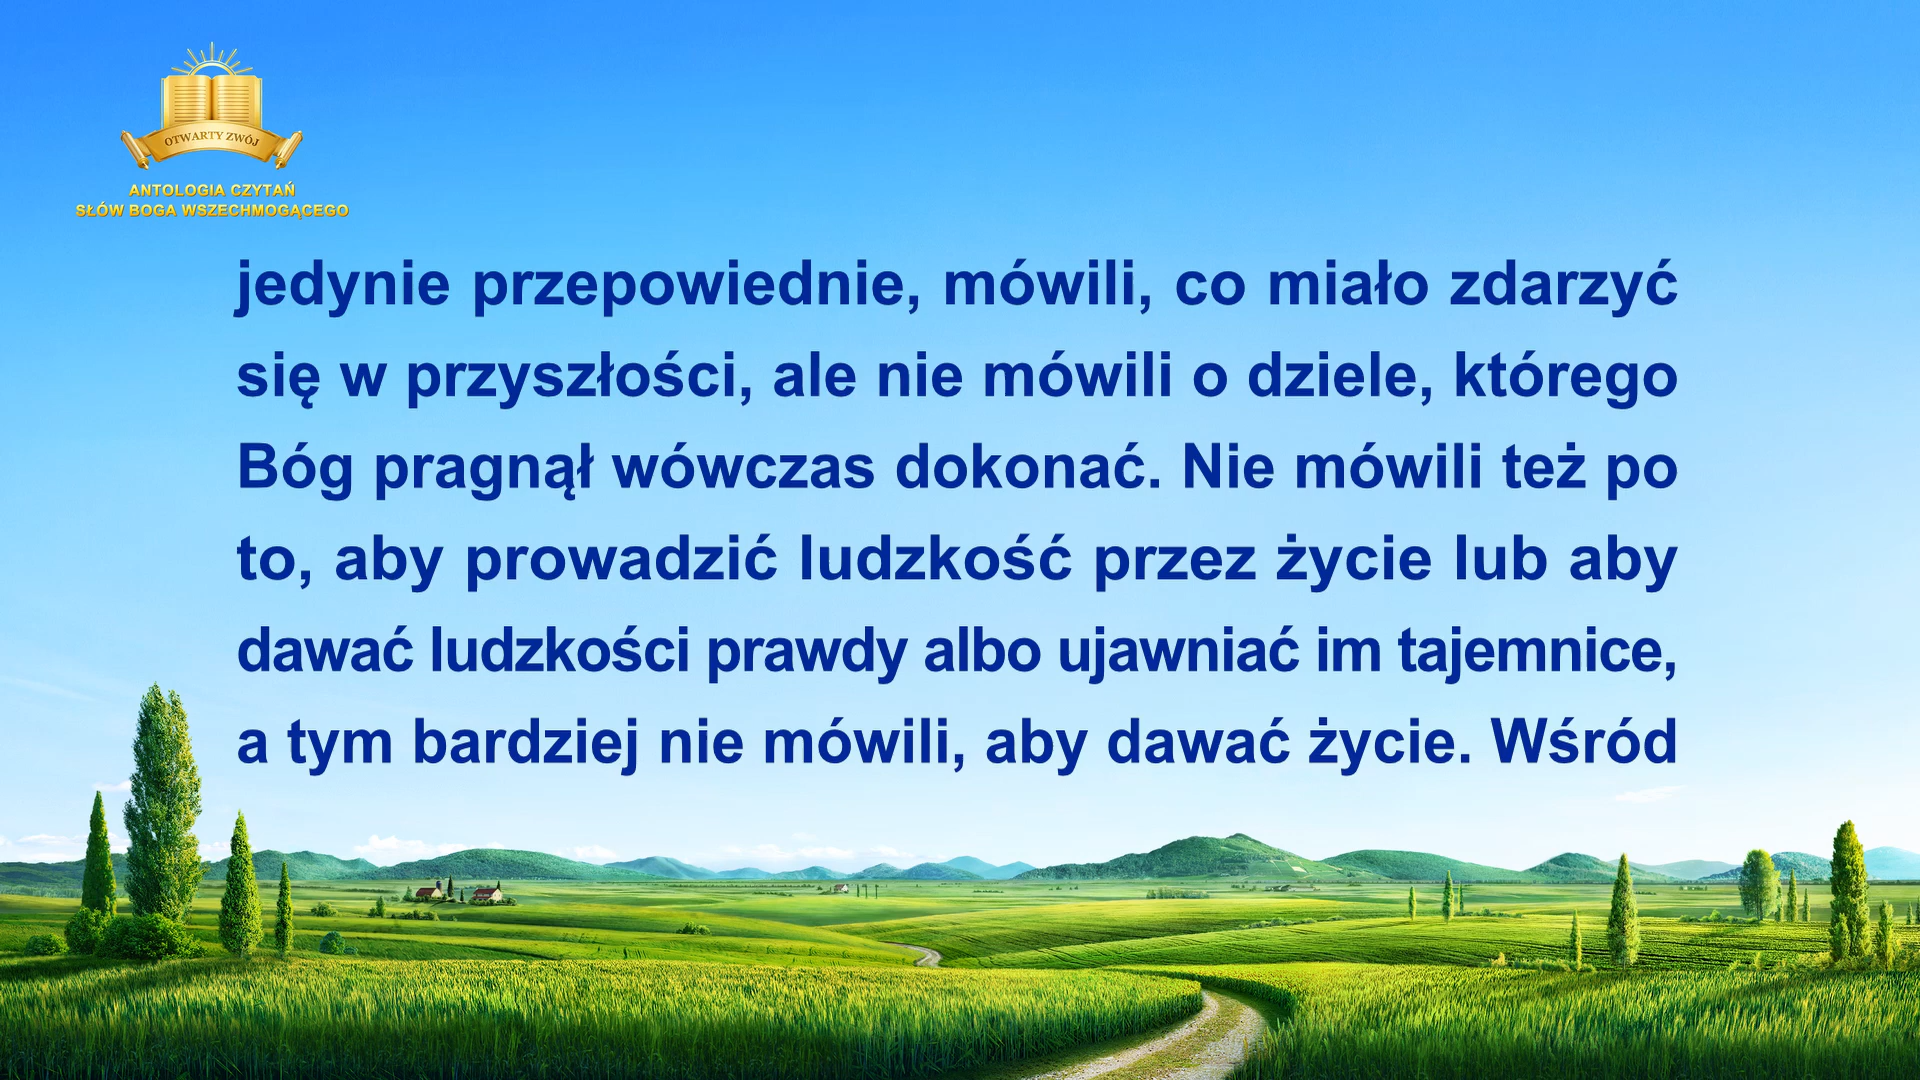 OTWARTY ZWÓJ
ANTOLOGIA CZYTAŃ
SŁÓW BOGA WSZECHMOGĄCEGO
jedynie przepowiednie, mówili, co miało zdarzyć
się w przyszłości, ale nie mówili o dziele, którego
Bóg pragnął wówczas dokonać. Nie mówili też po
to, aby prowadzić ludzkość przez życie lub aby
dawać ludzkości prawdy albo ujawniać im tajemnice,
a tym bardziej nie mówili, aby dawać życie. Wśród